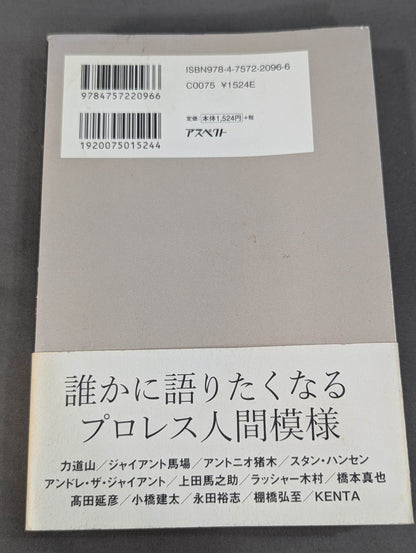 ISBN978-4-7572-2096-6
9784757220966
C0075 ¥1524E
定価 本体1,524円 +税
アスペクト
1920075015244
誰かに語りたくなる
プロレス人間模様
力道山/ジャイアント馬場/アントニオ猪木/スタン・ハンセン
アンドレ・ザ・ジャイアント/上田馬之助/ラッシャー木村/橋本真也
髙田延彦/小橋建太/永田裕志/棚橋弘至/KENTA